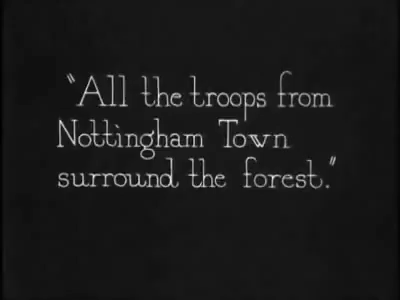 "All the troops from
Nottingham Town
surround the forest."